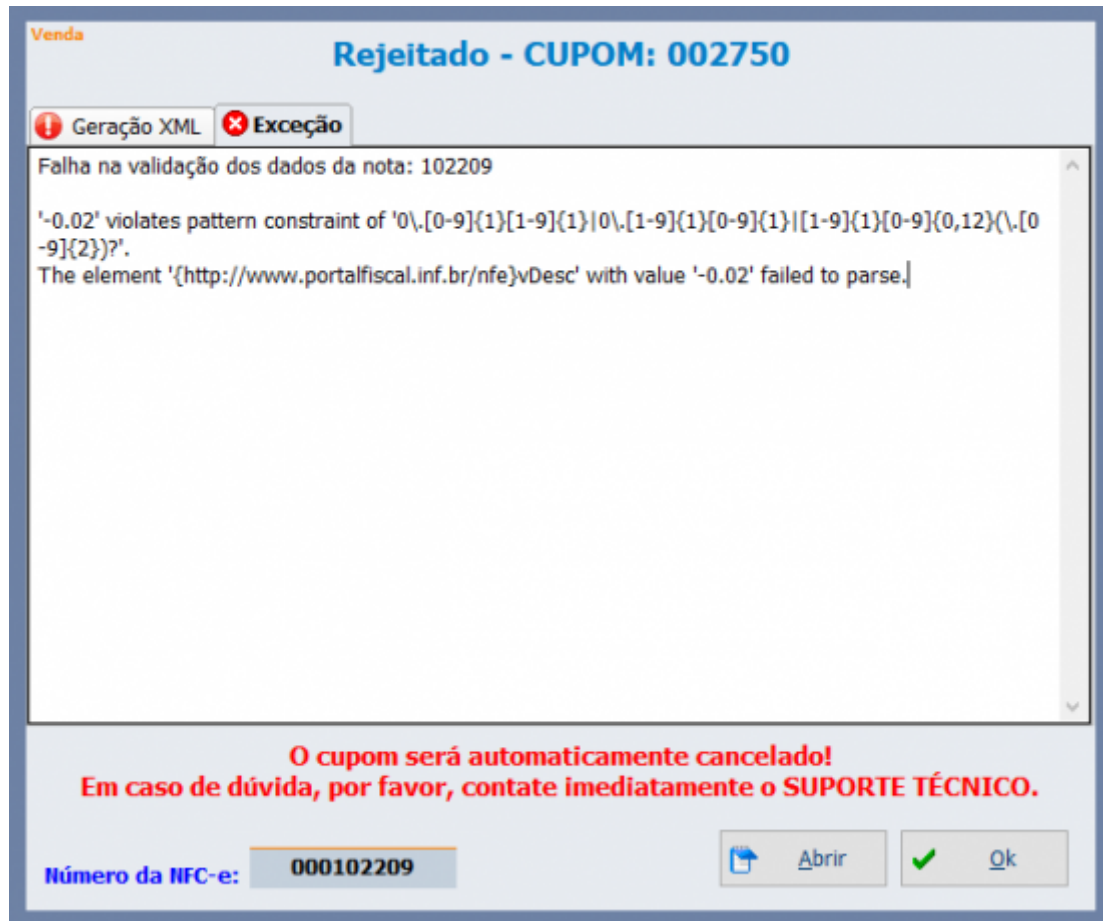 Venda
Rejeitado - CUPOM: 002750
Geração XML
Exceção
Falha na validação dos dados da nota: 102209
'-0.02' violates pattern constraint of '0\.[0-9]{1}[1-9]{1}|0\.[1-9]{1}[0-9]{1}|[1-9]{1}[0-9]{0,12}(\.[0
-9]{2})?'.
The element '{http://www.portalfiscal.inf.br/nfe}vDesc' with value '-0.02' failed to parse.
O cupom será automaticamente cancelado!
Em caso de dúvida, por favor, contate imediatamente o SUPORTE TÉCNICO.
Número da NFC-e: 000102209
Abrir
Ok